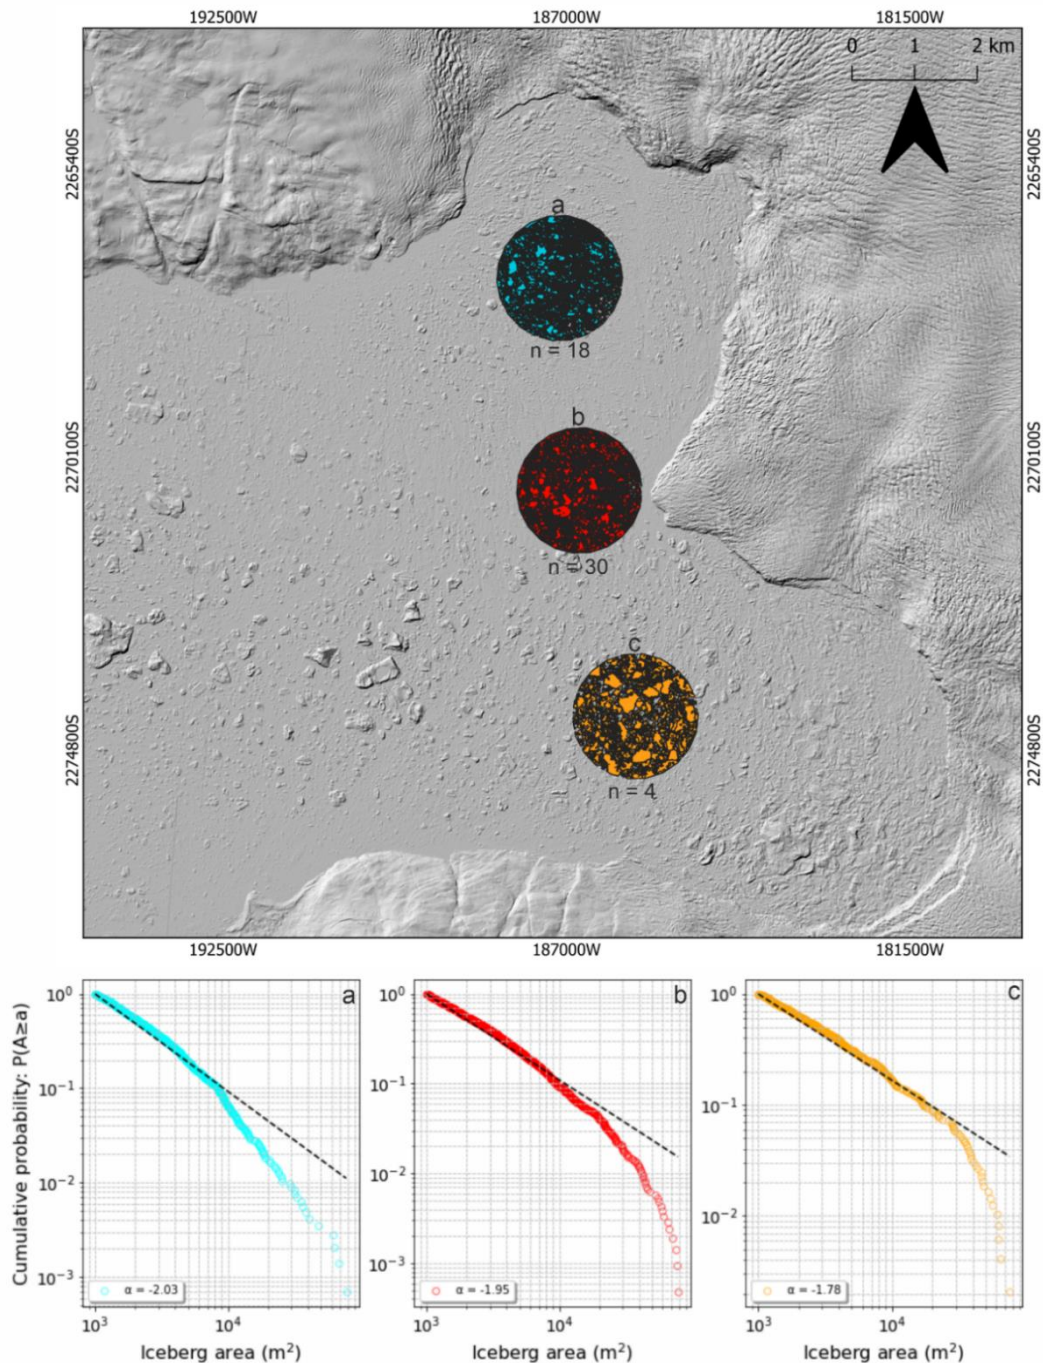 192500W 187000W 181500W
0 1 2 km
2265400S 2265400S
a
n = 18
2270100S 2270100S
b
n = 30
c
2274800S 2274800S
n = 4
192500W 187000W 181500W
a b c
Cumulative probability: P(A≥a)
10⁰ 10⁰ 10⁰
10⁻¹ 10⁻¹ 10⁻¹
10⁻² 10⁻² 10⁻²
10⁻³ 10⁻³
α = -2.03 α = -1.95 α = -1.78
10³ 10⁴ 10³ 10⁴ 10³ 10⁴
Iceberg area (m²) Iceberg area (m²) Iceberg area (m²)